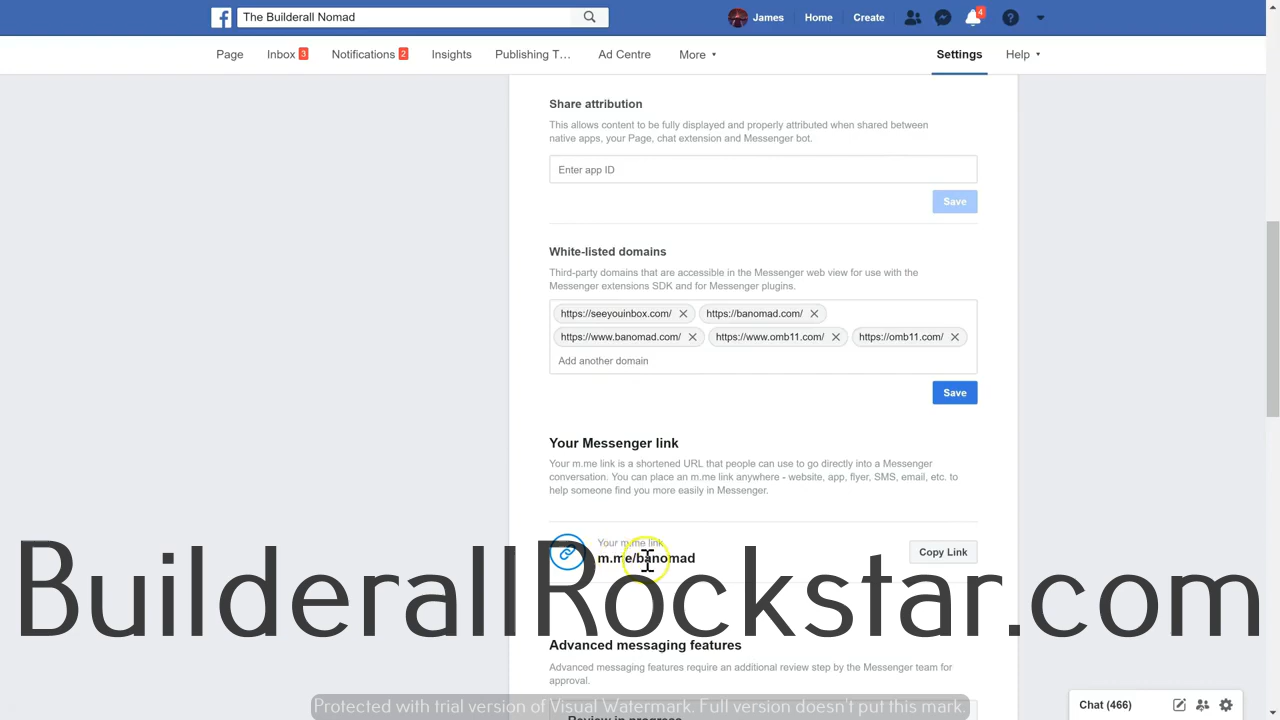 The Builderall Nomad
James Home Create 4
Page Inbox 3 Notifications 2 Insights Publishing T... Ad Centre More Settings Help
Share attribution
This allows content to be fully displayed and properly attributed when shared between
native apps, your Page, chat extension and Messenger bot.
Enter app ID
Save
White-listed domains
Third-party domains that are accessible in the Messenger web view for use with the
Messenger extensions SDK and for Messenger plugins.
https://seeyouinbox.com/ https://banomad.com/
https://www.banomad.com/ https://www.omb11.com/ https://omb11.com/
Add another domain
Save
Your Messenger link
Your m.me link is a shortened URL that people can use to go directly into a Messenger
conversation. You can place an m.me link anywhere - website, app, flyer, SMS, email, etc. to
help someone find you more easily in Messenger.
Your m.me link
m.me/banomad
Copy Link
BuilderallRockstar.com
Advanced messaging features
Advanced messaging features require an additional review step by the Messenger team for
approval.
Protected with trial version of Visual Watermark. Full version doesn't put this mark.
Review in progress
Chat (466)